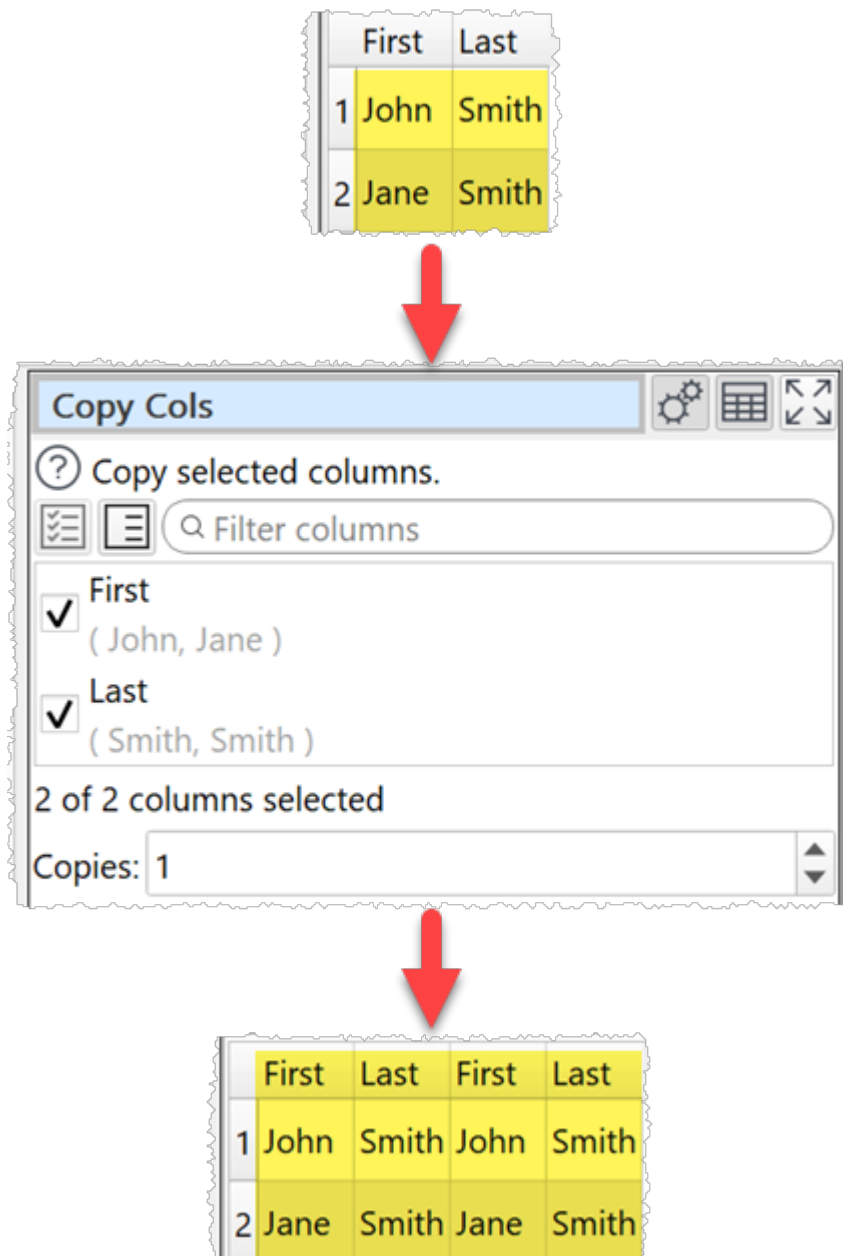 First Last
1 John Smith
2 Jane Smith
Copy Cols
? Copy selected columns.
Filter columns
First
( John, Jane )
Last
( Smith, Smith )
2 of 2 columns selected
Copies: 1
First Last First Last
1 John Smith John Smith
2 Jane Smith Jane Smith